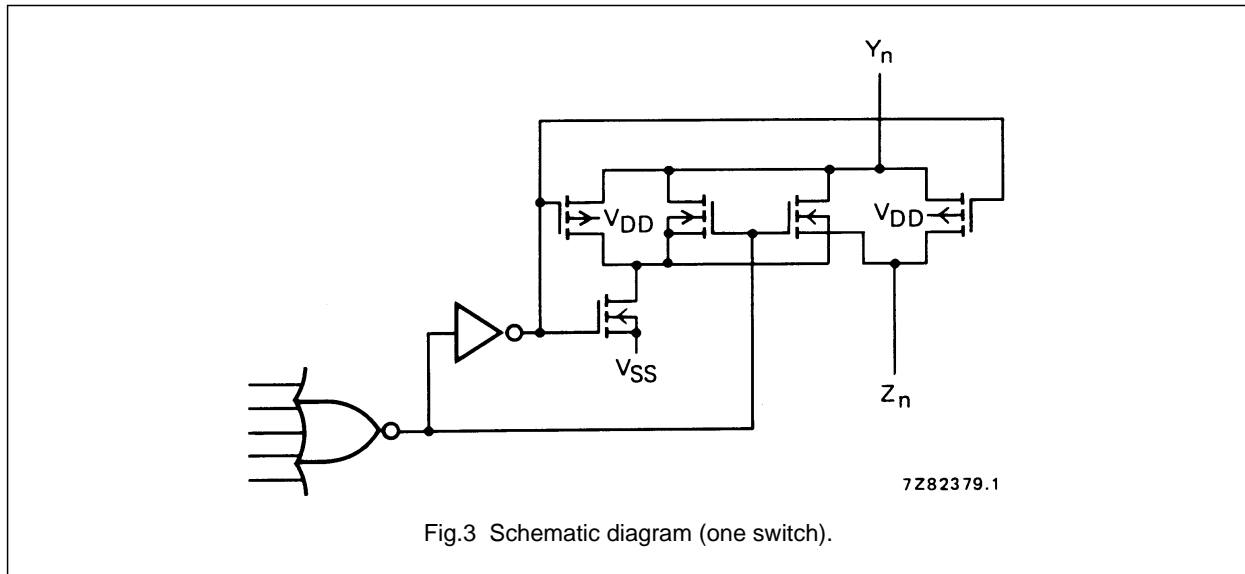 Yn
VDD
VDD
VSS
Zn
7Z82379.1
Fig.3 Schematic diagram (one switch).